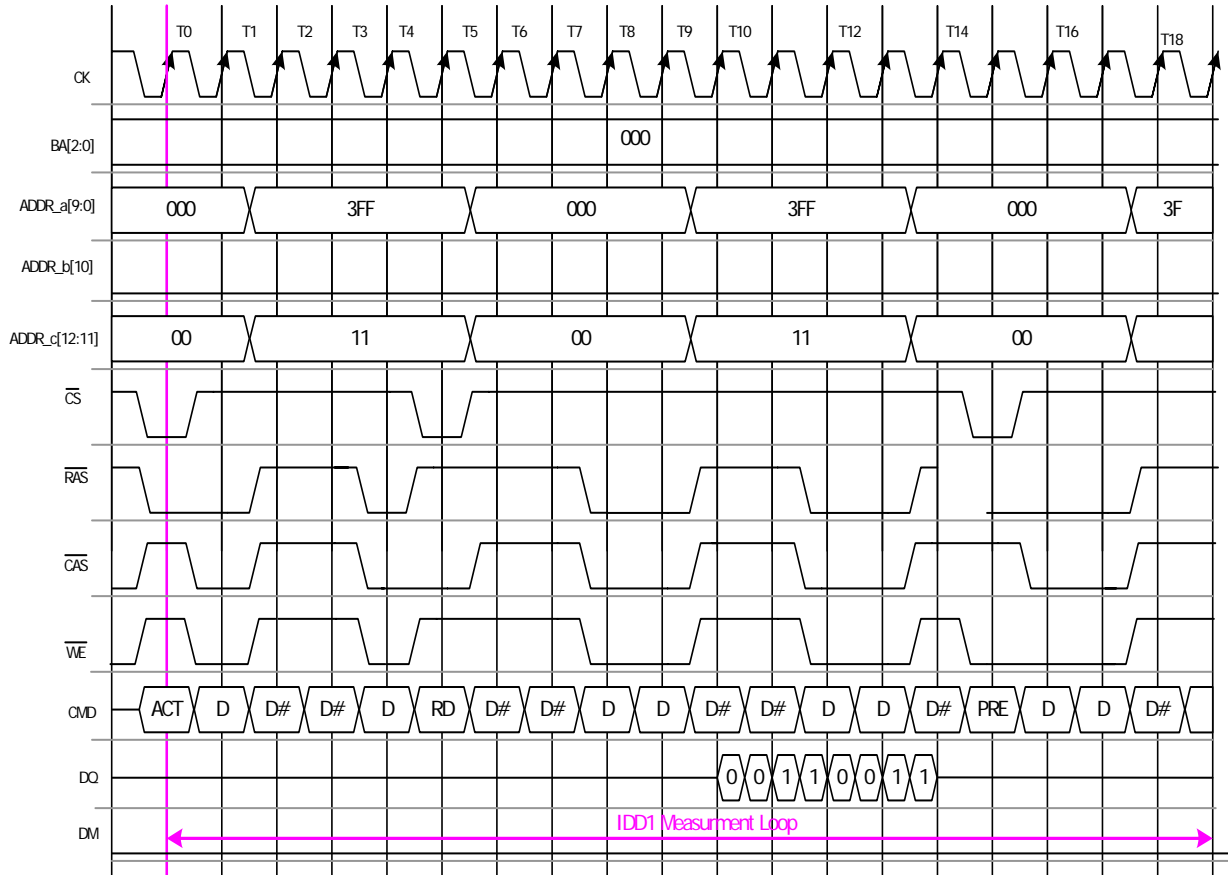 T0 T1 T2 T3 T4 T5 T6 T7 T8 T9 T10 T12 T14 T16 T18
CK
BA[2:0] 000
ADDR_a[9:0] 000 3FF 000 3FF 000 3F
ADDR_b[10]
ADDR_c[12:11] 00 11 00 11 00
CS
RAS
CAS
WE
CMD ACT D D# D# D RD D# D# D D D# D# D D D# PRE D D D#
DQ 0 0 1 1 0 0 1 1
IDD1 Measurment Loop
DM